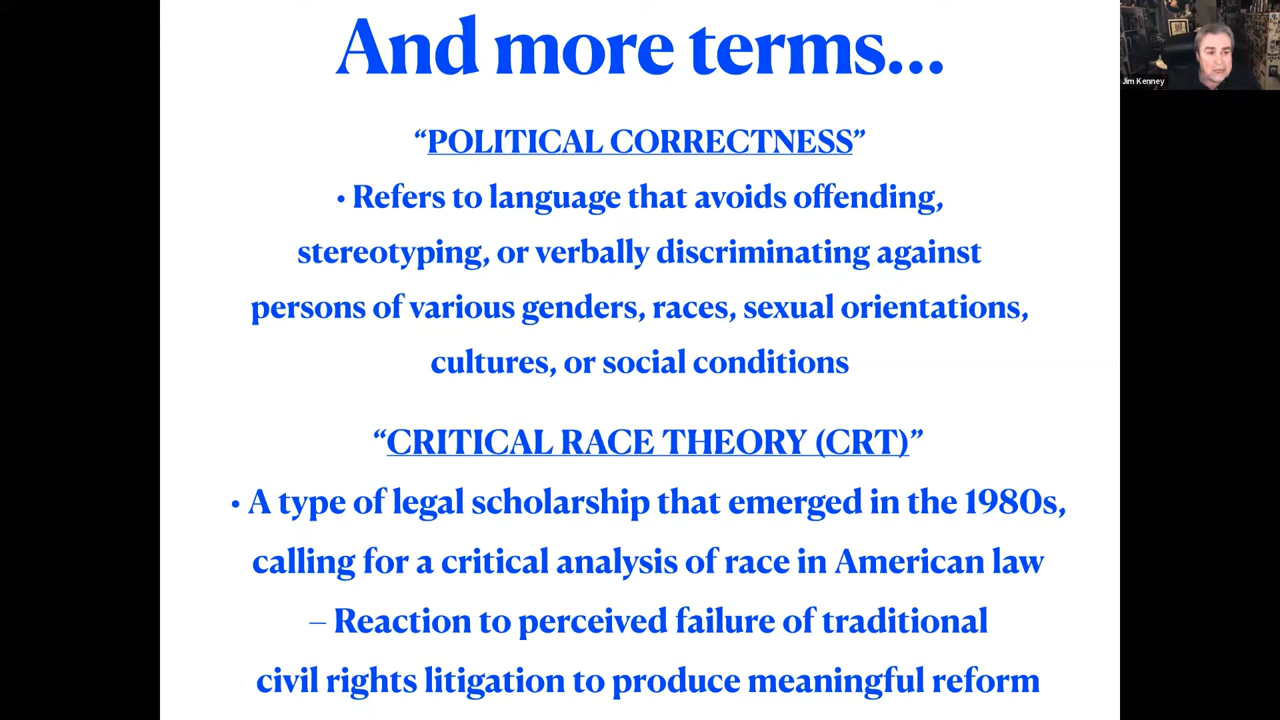 And more terms...
“POLITICAL CORRECTNESS”
• Refers to language that avoids offending,
stereotyping, or verbally discriminating against
persons of various genders, races, sexual orientations,
cultures, or social conditions
“CRITICAL RACE THEORY (CRT)”
• A type of legal scholarship that emerged in the 1980s,
calling for a critical analysis of race in American law
– Reaction to perceived failure of traditional
civil rights litigation to produce meaningful reform
Jim Kenney